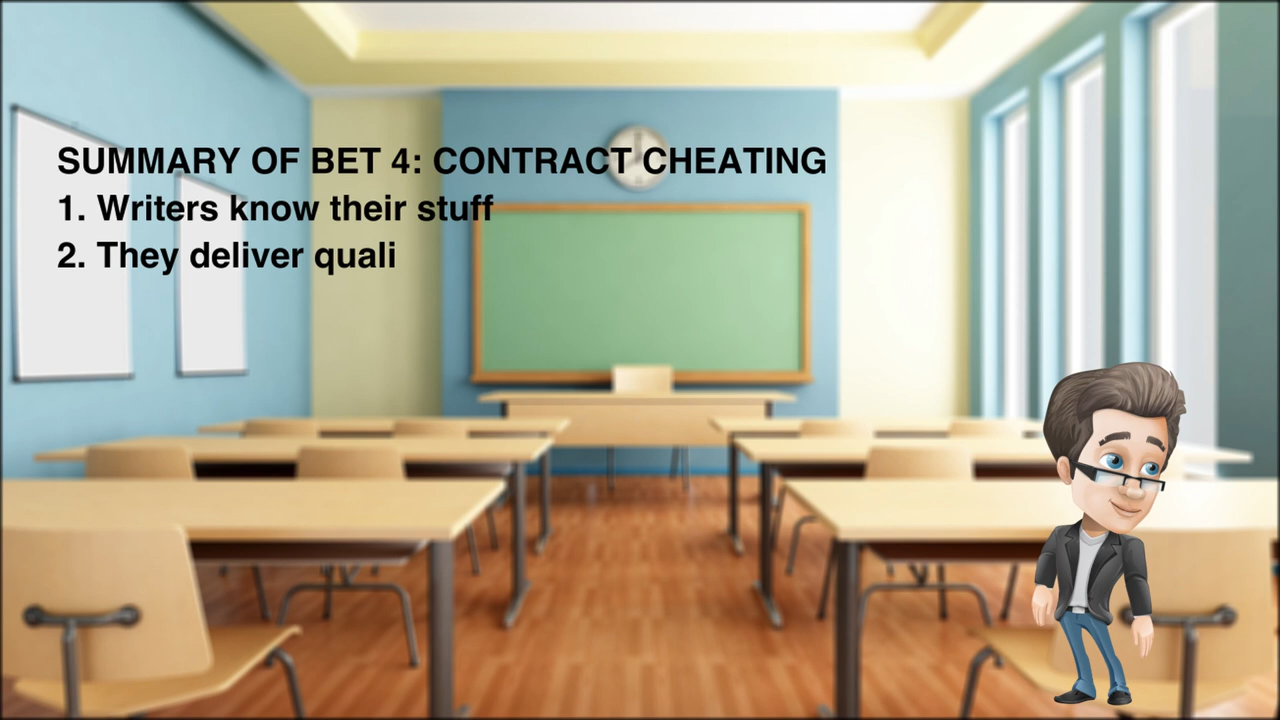 SUMMARY OF BET 4: CONTRACT CHEATING
1. Writers know their stuff
2. They deliver quali